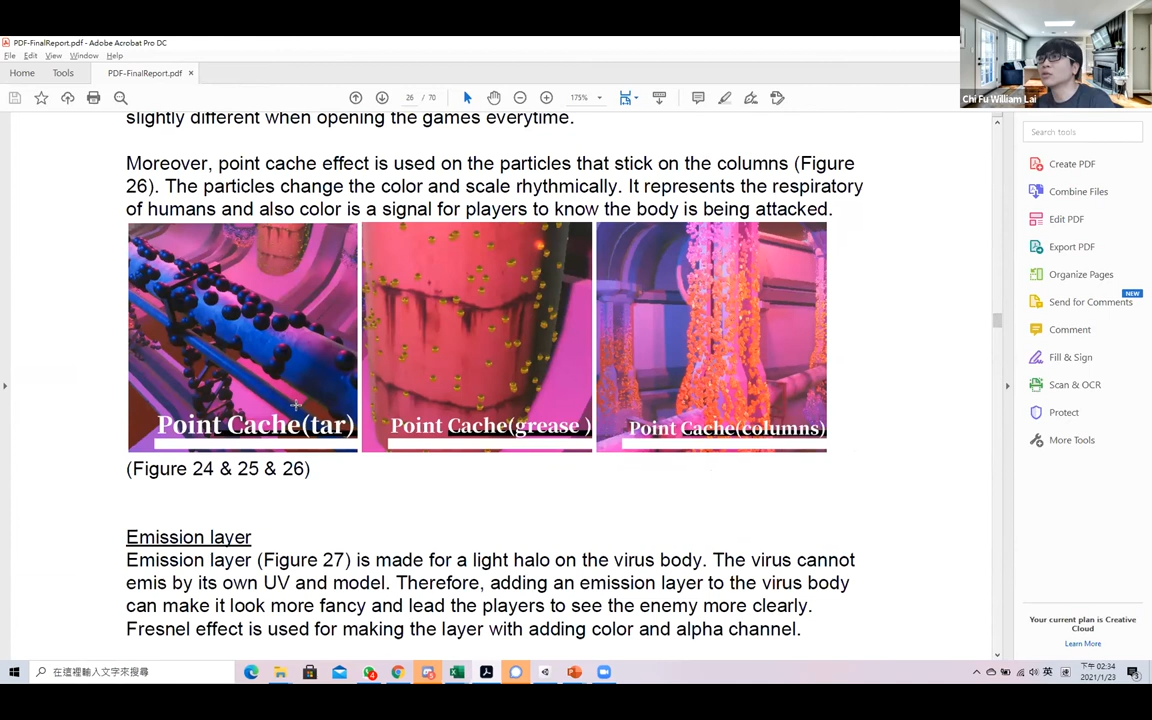 PDF-FinalReport.pdf - Adobe Acrobat Pro DC
File Edit View Window Help
Home Tools PDF-FinalReport.pdf ×
26 / 70 175%
slightly different when opening the games everytime.
Moreover, point cache effect is used on the particles that stick on the columns (Figure
26). The particles change the color and scale rhythmically. It represents the respiratory
of humans and also color is a signal for players to know the body is being attacked.
Point Cache(tar)
Point Cache(grease )
Point Cache(columns)
(Figure 24 & 25 & 26)
Emission layer
Emission layer (Figure 27) is made for a light halo on the virus body. The virus cannot
emis by its own UV and model. Therefore, adding an emission layer to the virus body
can make it look more fancy and lead the players to see the enemy more clearly.
Fresnel effect is used for making the layer with adding color and alpha channel.
Chi Fu William Lai
Search tools
Create PDF
Combine Files
Edit PDF
Export PDF
Organize Pages
NEW
Send for Comments
Comment
Fill & Sign
Scan & OCR
Protect
More Tools
Your current plan is Creative
Cloud
Learn More
在這裡輸入文字來搜尋
英
下午 02:34
2021/1/23